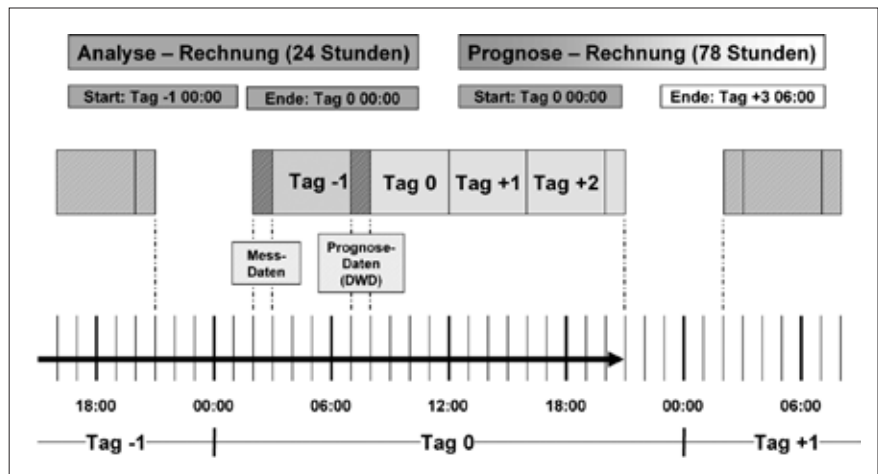 Analyse – Rechnung (24 Stunden)
Prognose – Rechnung (78 Stunden)
Start: Tag -1 00:00
Ende: Tag 0 00:00
Start: Tag 0 00:00
Ende: Tag +3 06:00
Tag -1
Tag 0
Tag +1
Tag +2
Mess-
Daten
Prognose-
Daten
(DWD)
18:00
00:00
06:00
12:00
18:00
00:00
06:00
Tag -1
Tag 0
Tag +1